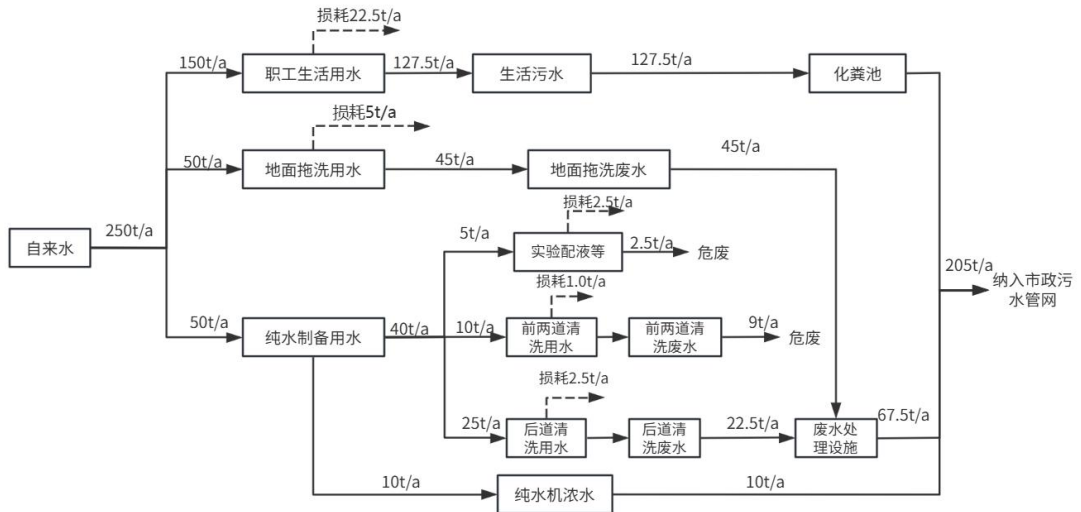 损耗22.5t/a
150t/a
职工生活用水
127.5t/a
生活污水
127.5t/a
化粪池
损耗5t/a
50t/a
地面拖洗用水
45t/a
地面拖洗废水
45t/a
自来水
250t/a
损耗2.5t/a
5t/a
实验配液等
2.5t/a
危废
205t/a
纳入市政污
水管网
损耗1.0t/a
50t/a
纯水制备用水
40t/a
10t/a
前两道清
洗用水
前两道清
洗废水
9t/a
危废
损耗2.5t/a
25t/a
后道清
洗用水
后道清
洗废水
22.5t/a
废水处
理设施
67.5t/a
10t/a
纯水机浓水
10t/a